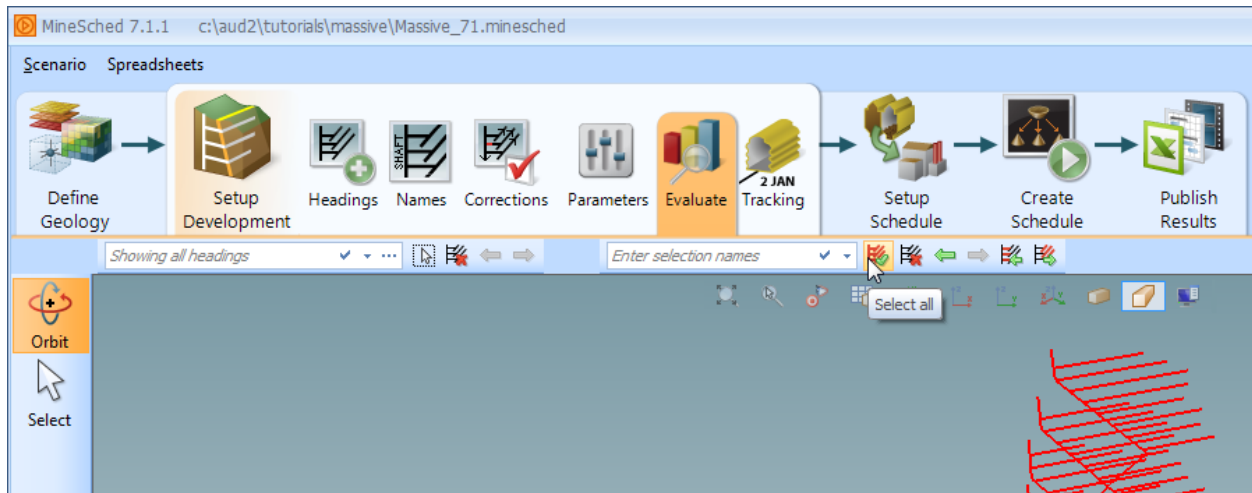 MineSched 7.1.1 c:\aud2\tutorials\massive\Massive_71.minesched
Scenario Spreadsheets
Define
Geology
Setup
Development
Headings
SHAFT
Names
Corrections
Parameters
Evaluate
2 JAN
Tracking
Setup
Schedule
Create
Schedule
Publish
Results
Showing all headings
Enter selection names
Select all
Orbit
Select